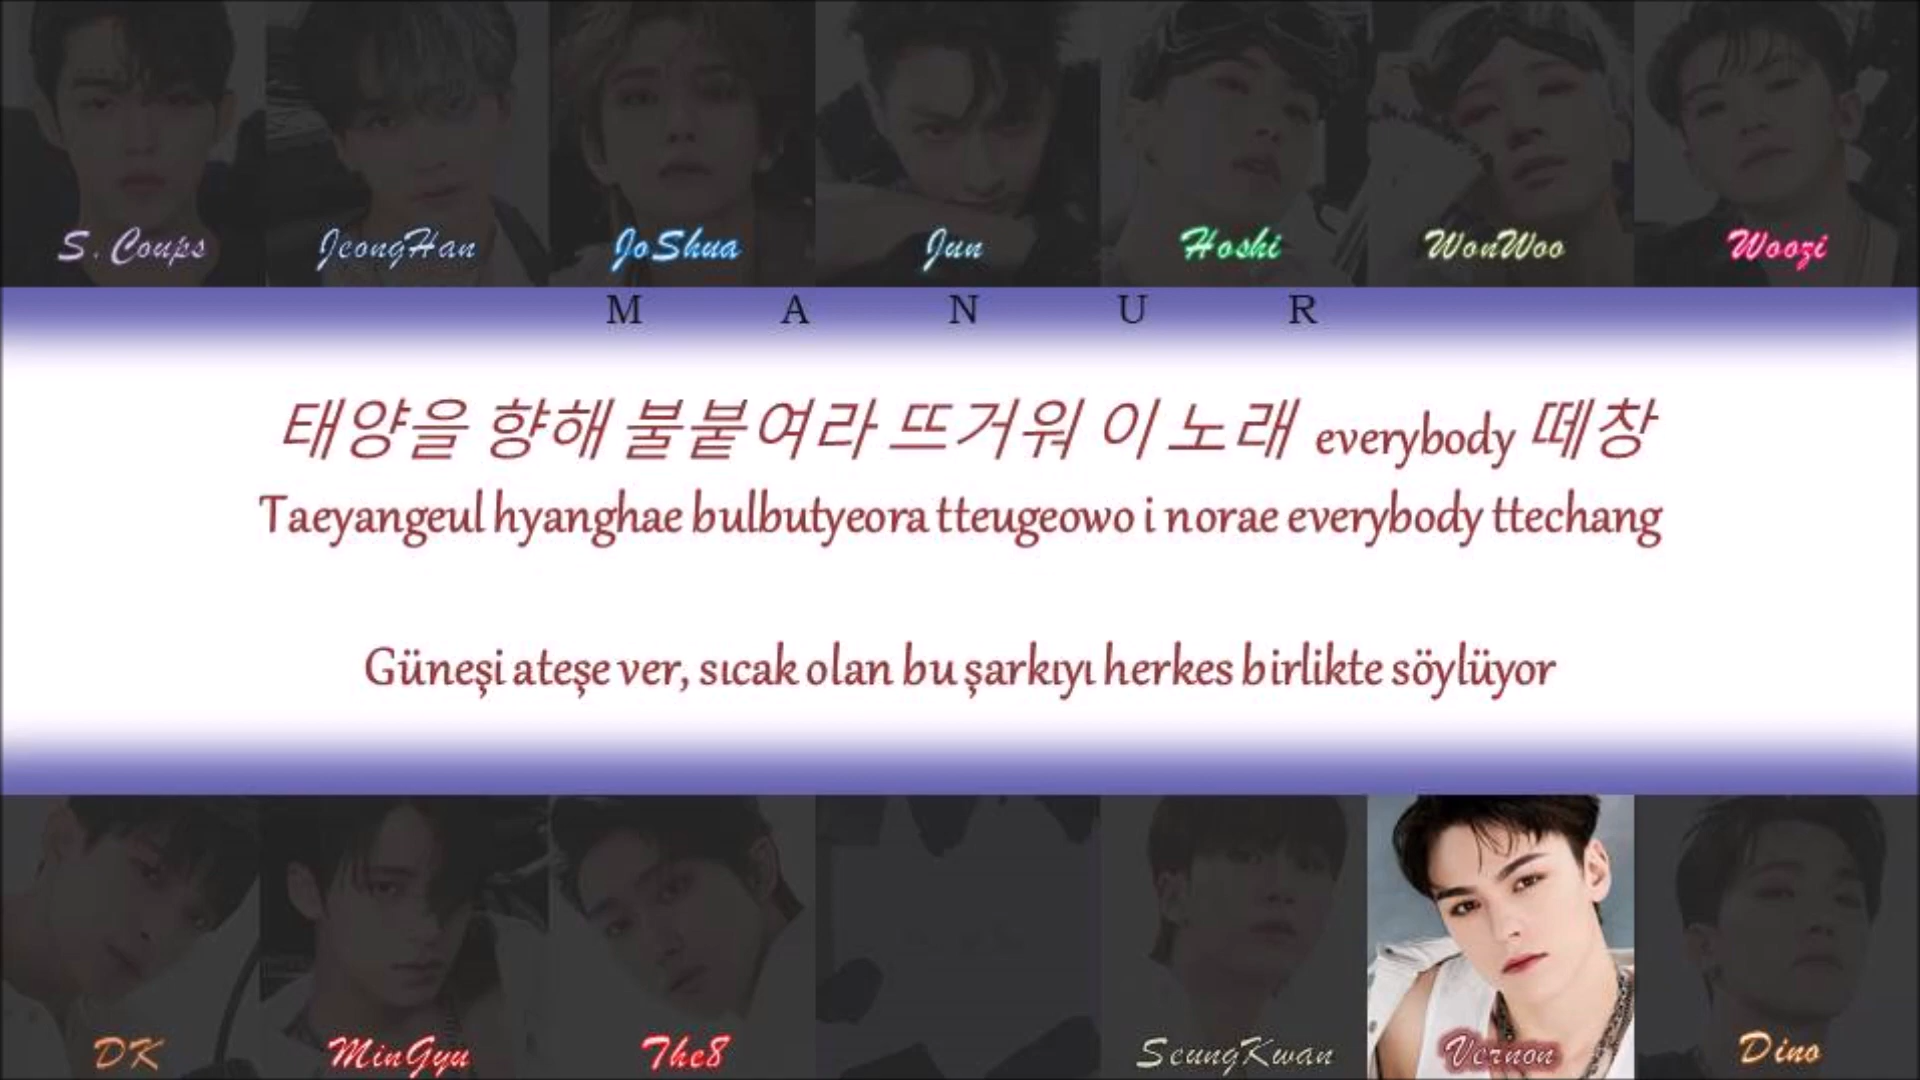 S.Coups JeongHan JoShua Jun Hoshi WonWoo Woozi
M A N U R
태양을 향해 불붙여라 뜨거워 이 노래 everybody 떼창
Taeyangeul hyanghae bulbutyeora tteugeowo i norae everybody ttechang
Güneşi ateşe ver, sıcak olan bu şarkıyı herkes birlikte söylüyor
DK MinGyu The8 SeungKwan Vernon Dino